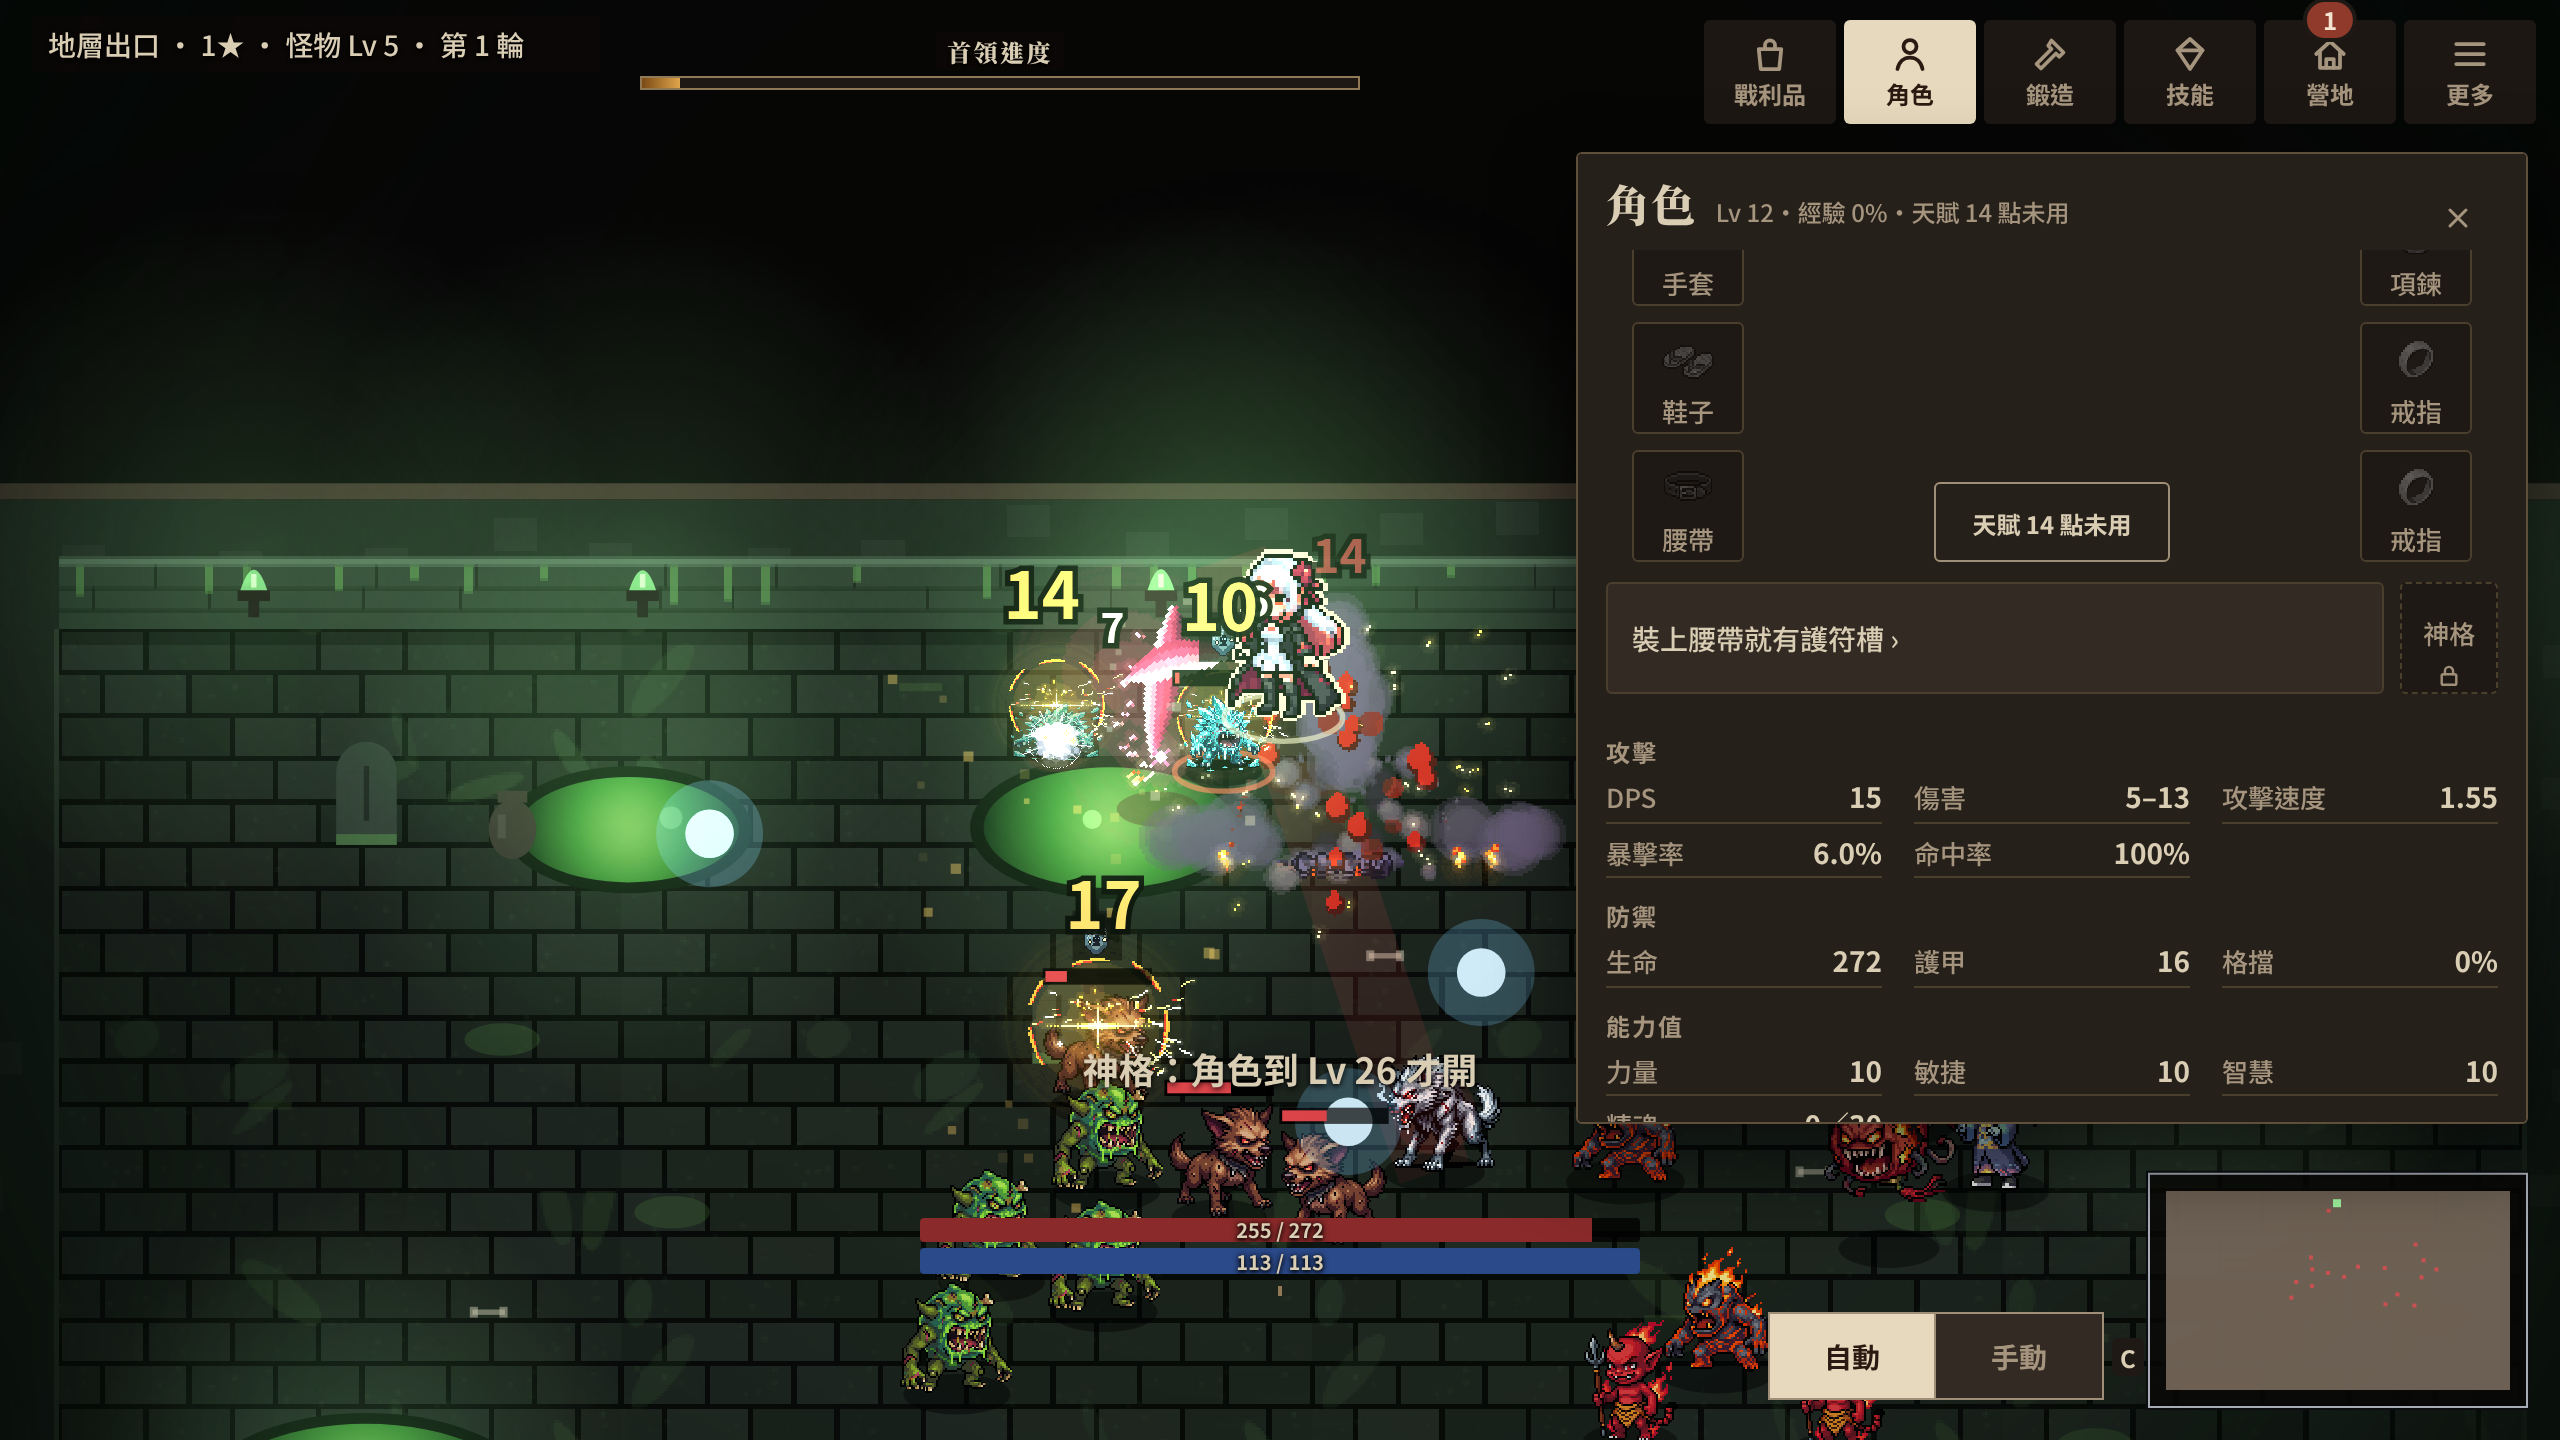 地層出口 · 1★ · 怪物 Lv 5 · 第 1 輪
首領進度
戰利品
角色
鍛造
技能
1
營地
更多
角色 Lv 12・經驗 0%・天賦 14 點未用
手套
項鍊
鞋子
戒指
腰帶
天賦 14 點未用
戒指
裝上腰帶就有護符槽 ›
神格
攻擊
DPS 15 傷害 5–13 攻擊速度 1.55
暴擊率 6.0% 命中率 100%
防禦
生命 272 護甲 16 格擋 0%
能力值
力量 10 敏捷 10 智慧 10
14
14
7
10
17
神格：角色到 Lv 26 才開
255 / 272
113 / 113
自動
手動
C